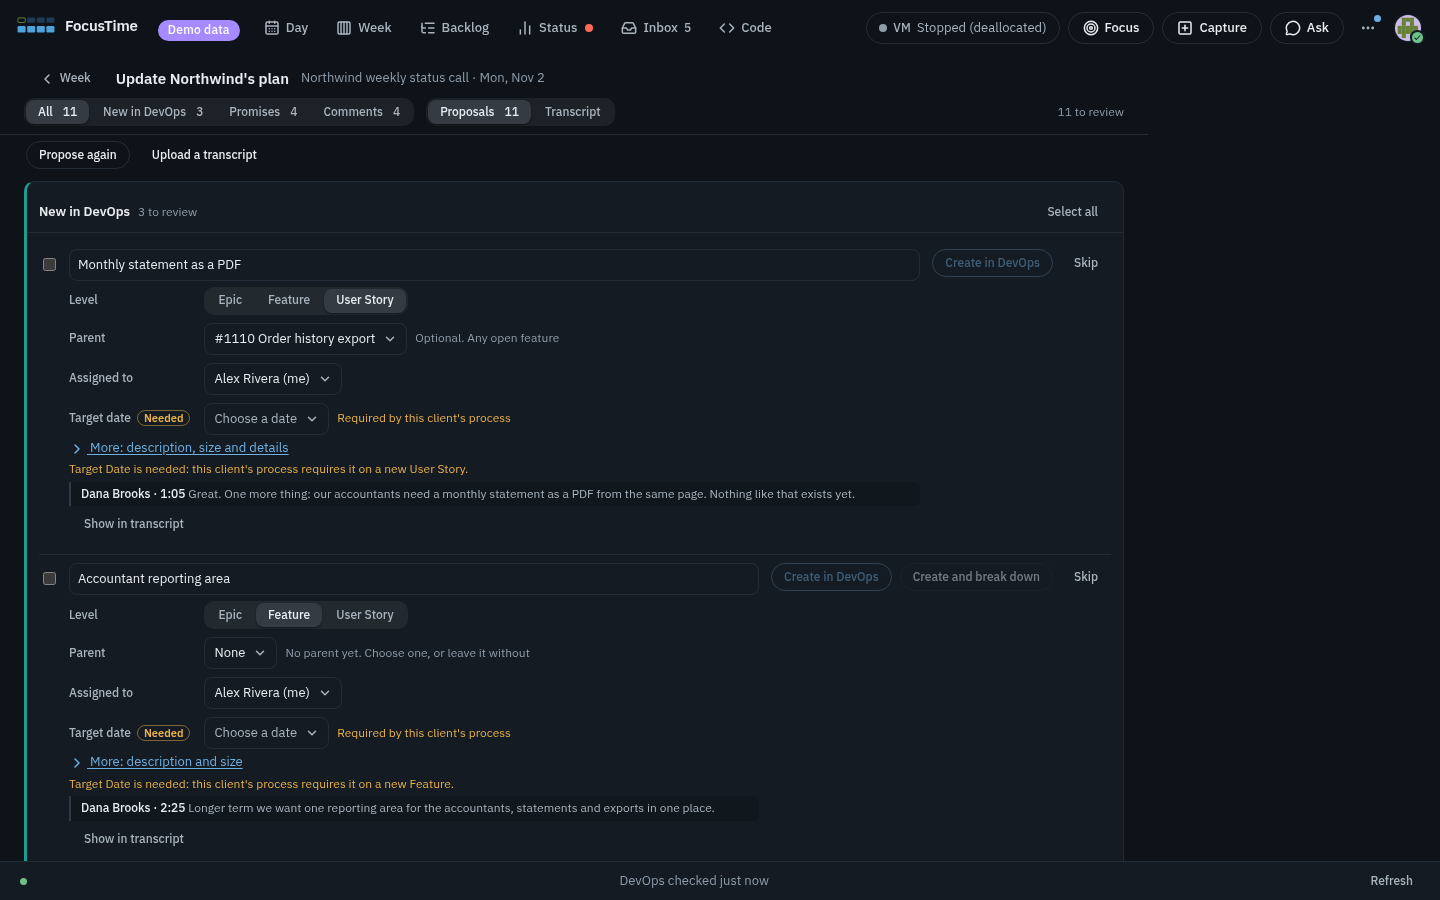 FocusTime
Demo data
Day
Week
Backlog
Status
Inbox 5
Code
VM Stopped (deallocated)
Focus
Capture
Ask
Week
Update Northwind's plan
Northwind weekly status call · Mon, Nov 2
All 11
New in DevOps 3
Promises 4
Comments 4
Proposals 11
Transcript
11 to review
Propose again
Upload a transcript
New in DevOps 3 to review
Select all
Monthly statement as a PDF
Create in DevOps
Skip
Level
Epic
Feature
User Story
Parent
#1110 Order history export
Optional. Any open feature
Assigned to
Alex Rivera (me)
Target date
Needed
Choose a date
Required by this client's process
More: description, size and details
Target Date is needed: this client's process requires it on a new User Story.
Dana Brooks · 1:05 Great. One more thing: our accountants need a monthly statement as a PDF from the same page. Nothing like that exists yet.
Show in transcript
Accountant reporting area
Create in DevOps
Create and break down
Skip
Level
Epic
Feature
User Story
Parent
None
No parent yet. Choose one, or leave it without
Assigned to
Alex Rivera (me)
Target date
Needed
Choose a date
Required by this client's process
More: description and size
Target Date is needed: this client's process requires it on a new Feature.
Dana Brooks · 2:25 Longer term we want one reporting area for the accountants, statements and exports in one place.
Show in transcript
DevOps checked just now
Refresh